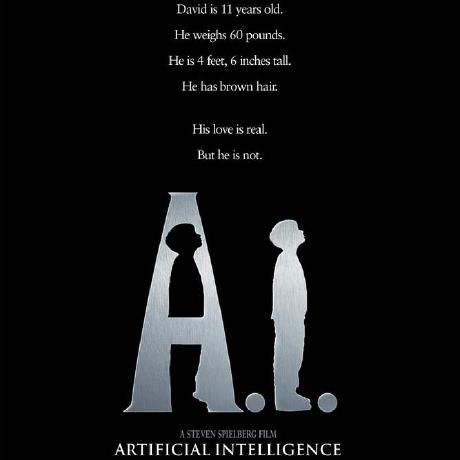 David is 11 years old.
He weighs 60 pounds.
He is 4 feet, 6 inches tall.
He has brown hair.
His love is real.
But he is not.
A.I.
A STEVEN SPIELBERG FILM
ARTIFICIAL INTELLIGENCE